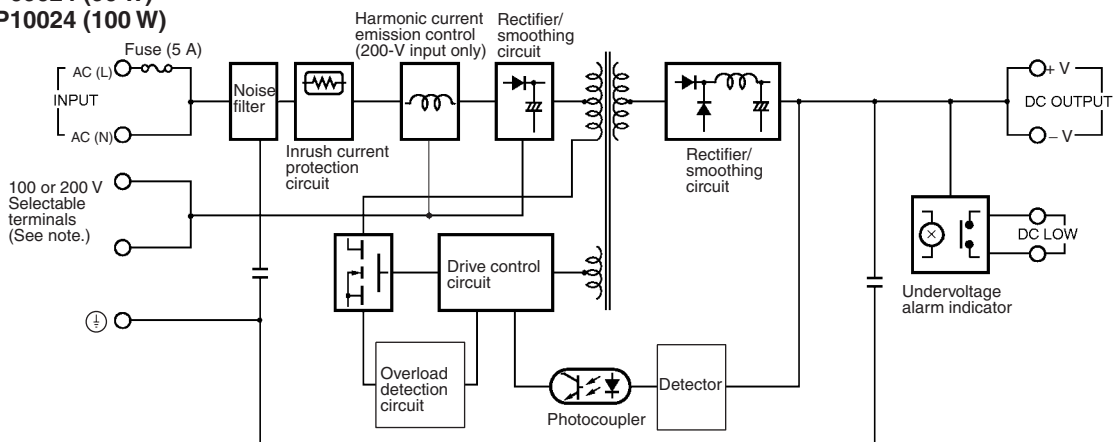 P10024 (100 W)
Fuse (5 A)
Harmonic current
emission control
(200-V input only)
Rectifier/
smoothing
circuit
AC (L)
INPUT
AC (N)
Noise
filter
Inrush current
protection
circuit
Rectifier/
smoothing
circuit
+ V
DC OUTPUT
– V
100 or 200 V
Selectable
terminals
(See note.)
Drive control
circuit
DC LOW
Undervoltage
alarm indicator
Overload
detection
circuit
Photocoupler
Detector